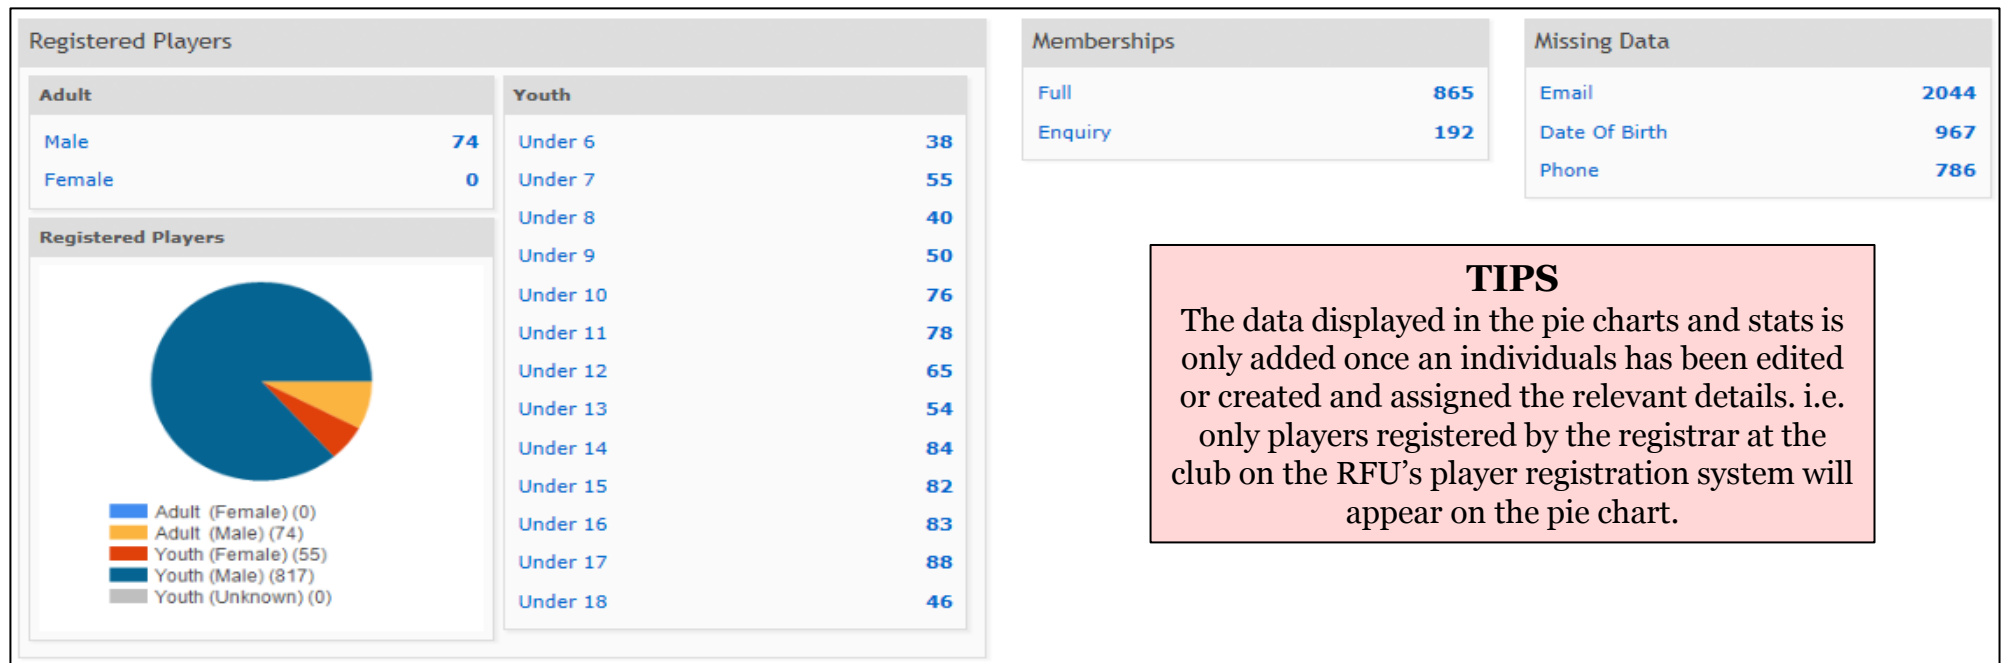 Registered Players
Adult
Male 74
Female 0
Registered Players
Adult (Female) (0)
Adult (Male) (74)
Youth (Female) (55)
Youth (Male) (817)
Youth (Unknown) (0)
Youth
Under 6 38
Under 7 55
Under 8 40
Under 9 50
Under 10 76
Under 11 78
Under 12 65
Under 13 54
Under 14 84
Under 15 82
Under 16 83
Under 17 88
Under 18 46
Memberships
Full 865
Enquiry 192
Missing Data
Email 2044
Date Of Birth 967
Phone 786
TIPS
The data displayed in the pie charts and stats is
only added once an individuals has been edited
or created and assigned the relevant details. i.e.
only players registered by the registrar at the
club on the RFU’s player registration system will
appear on the pie chart.